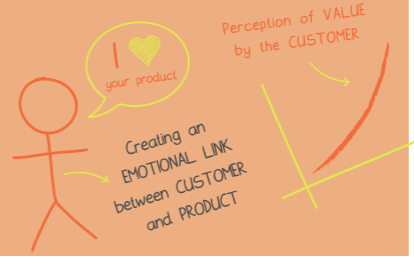 I
your product
Perception of VALUE
by the CUSTOMER
Creating an
EMOTIONAL LINK
between CUSTOMER
and PRODUCT